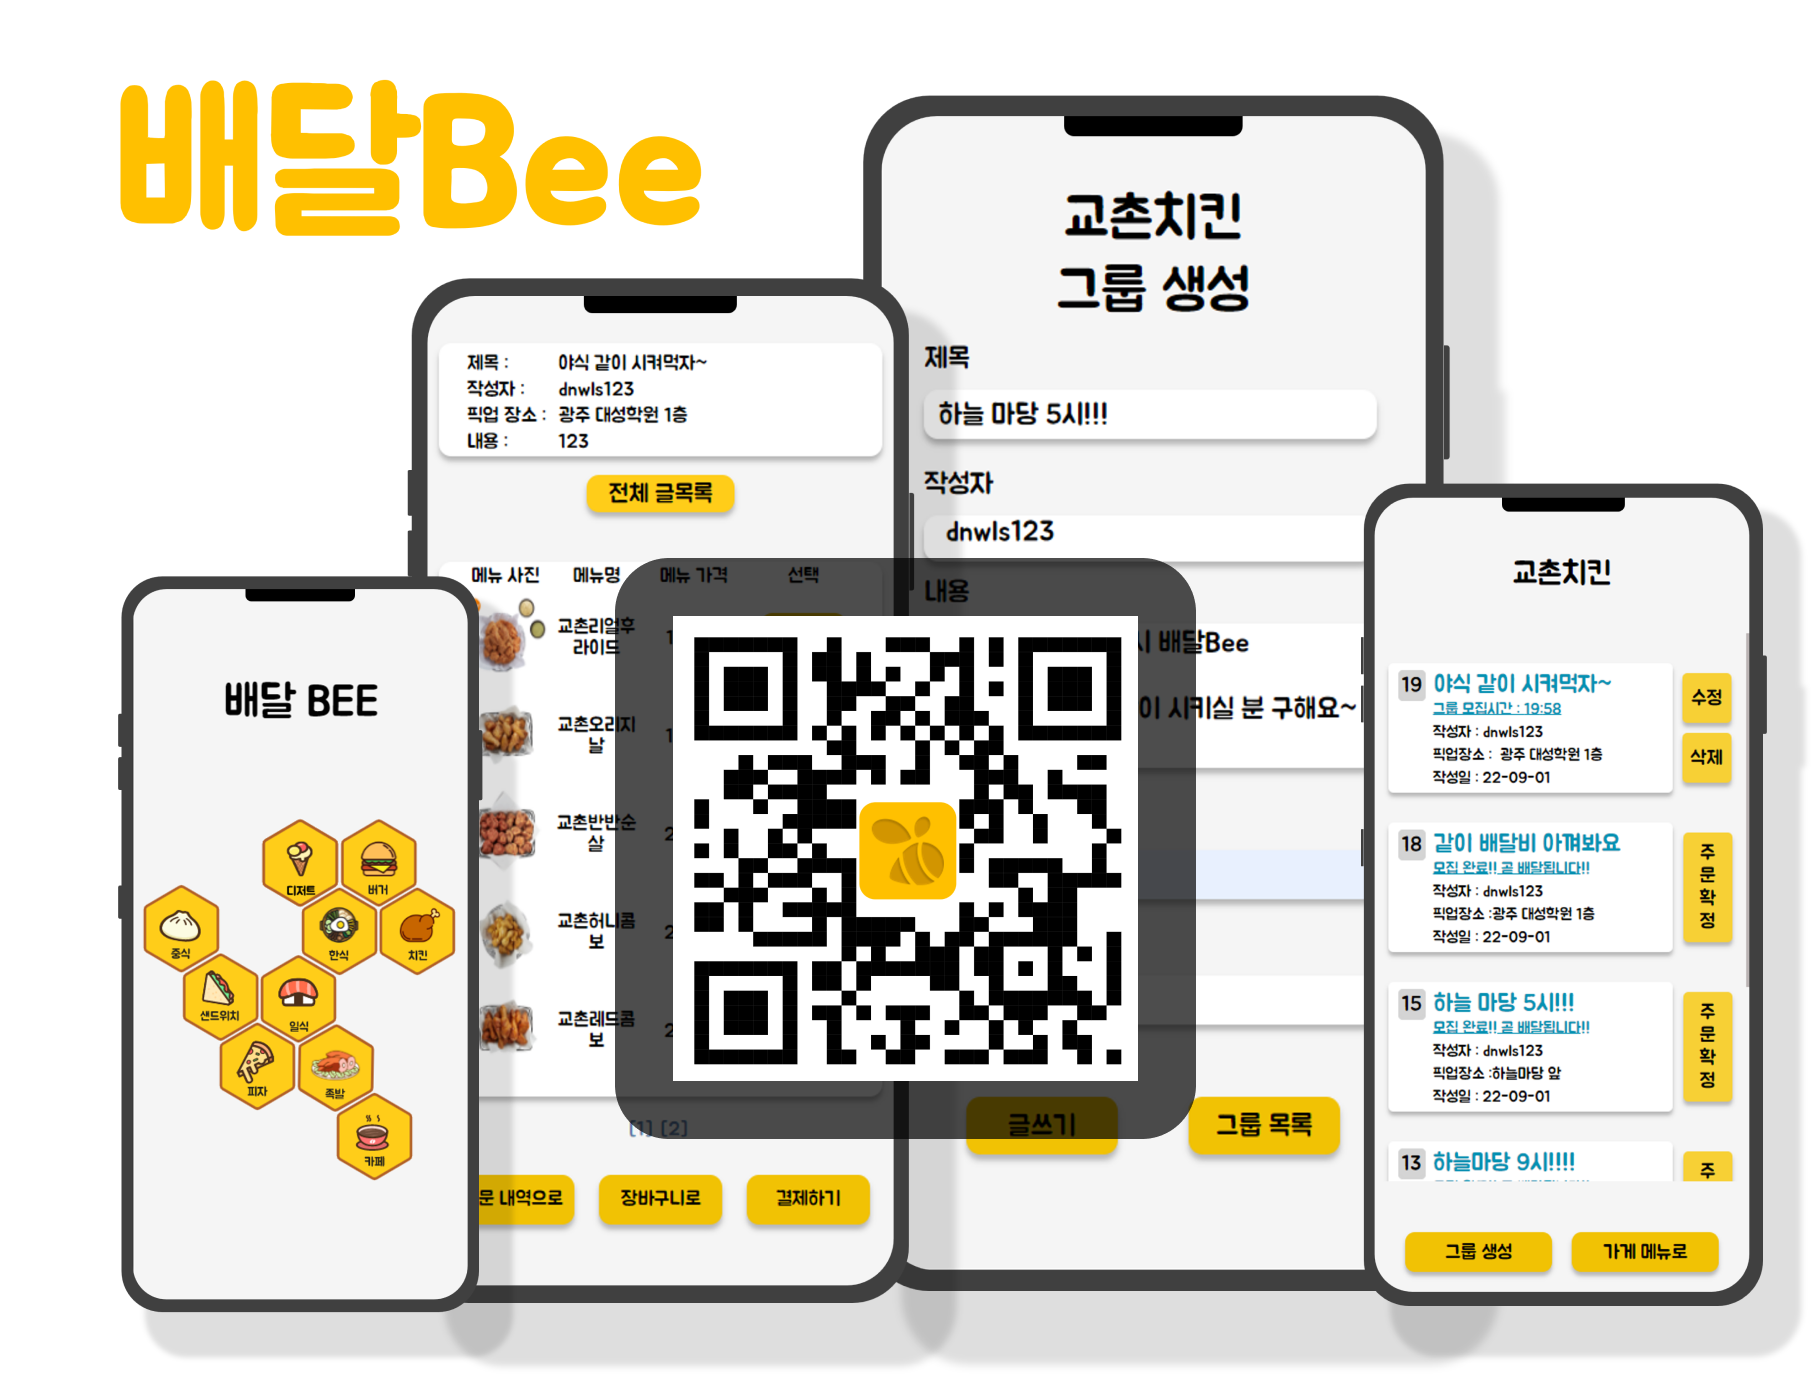 배달Bee
교촌치킨
그룹 생성
제목
하늘 마당 5시!!!
작성자
dnwls123
내용
시 배달Bee
이 시키실 분 구해요~
글쓰기
그룹 목록
제목 : 야식 같이 시켜먹자~
작성자 : dnwls123
픽업 장소 : 광주 대성학원 1층
내용 : 123
전체 글목록
메뉴 사진 메뉴명 메뉴 가격 선택
교촌리얼후
라이드
교촌오리지
날
교촌반반순
살
교촌허니콤
보
교촌레드콤
보
[1] [2]
문 내역으로
장바구니로
결제하기
배달 BEE
디저트
버거
중식
한식
치킨
샌드위치
일식
피자
족발
카페
교촌치킨
19 야식 같이 시켜먹자~
그룹 모집시간 : 19:58
작성자 : dnwls123
픽업장소 : 광주 대성학원 1층
작성일 : 22-09-01
수정
삭제
18 같이 배달비 아껴봐요
모집 완료!! 곧 배달됩니다!!
작성자 : dnwls123
픽업장소 :광주 대성학원 1층
작성일 : 22-09-01
주문확정
15 하늘 마당 5시!!!
모집 완료!! 곧 배달됩니다!!
작성자 : dnwls123
픽업장소 :하늘마당 앞
작성일 : 22-09-01
주문확정
13 하늘마당 9시!!!!
주
그룹 생성
가게 메뉴로